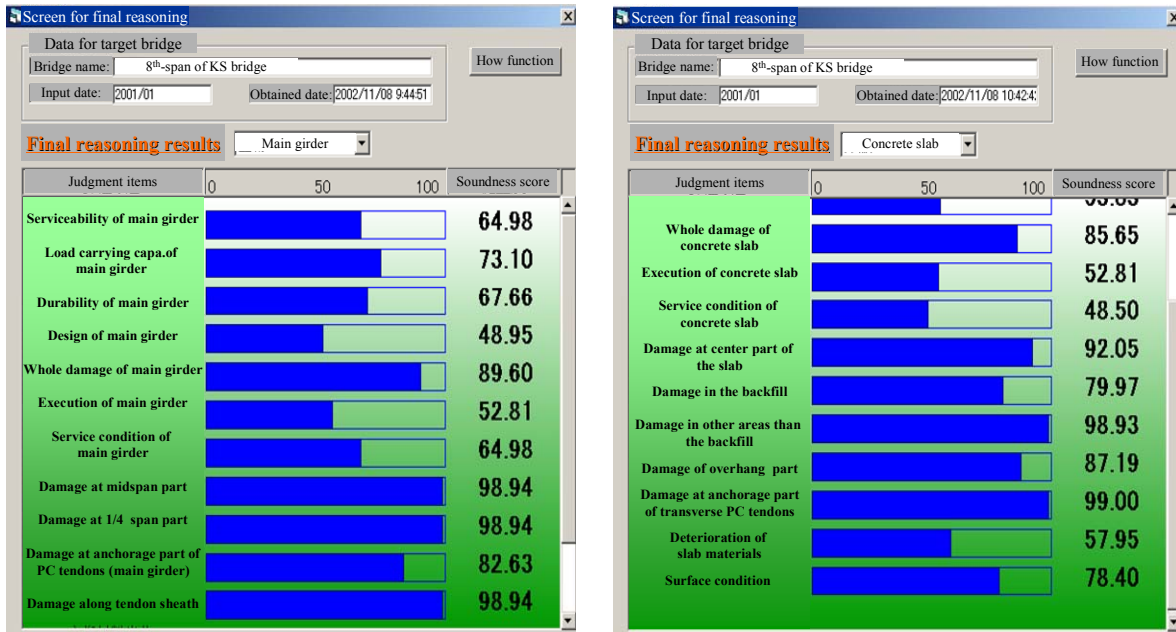 Screen for final reasoning
Data for target bridge
How function
Bridge name: 8th-span of KS bridge
Input date: 2001/01 Obtained date: 2002/11/08 9:44:51
Final reasoning results Main girder
Judgment items 0 50 100 Soundness score
Serviceability of main girder 64.98
Load carrying capa.of
main girder 73.10
Durability of main girder 67.66
Design of main girder 48.95
Whole damage of main girder 89.60
Execution of main girder 52.81
Service condition of
main girder 64.98
Damage at midspan part 98.94
Damage at 1/4 span part 98.94
Damage at anchorage part of
PC tendons (main girder) 82.63
Damage along tendon sheath 98.94
Screen for final reasoning
Data for target bridge
How function
Bridge name: 8th-span of KS bridge
Input date: 2001/01 Obtained date: 2002/11/08 10:42:4
Final reasoning results Concrete slab
Judgment items 0 50 100 Soundness score
Whole damage of
concrete slab 85.65
Execution of concrete slab 52.81
Service condition of
concrete slab 48.50
Damage at center part of
the slab 92.05
Damage in the backfill 79.97
Damage in other areas than
the backfill 98.93
Damage of overhang part 87.19
Damage at anchorage part
of transverse PC tendons 99.00
Deterioration of
slab materials 57.95
Surface condition 78.40